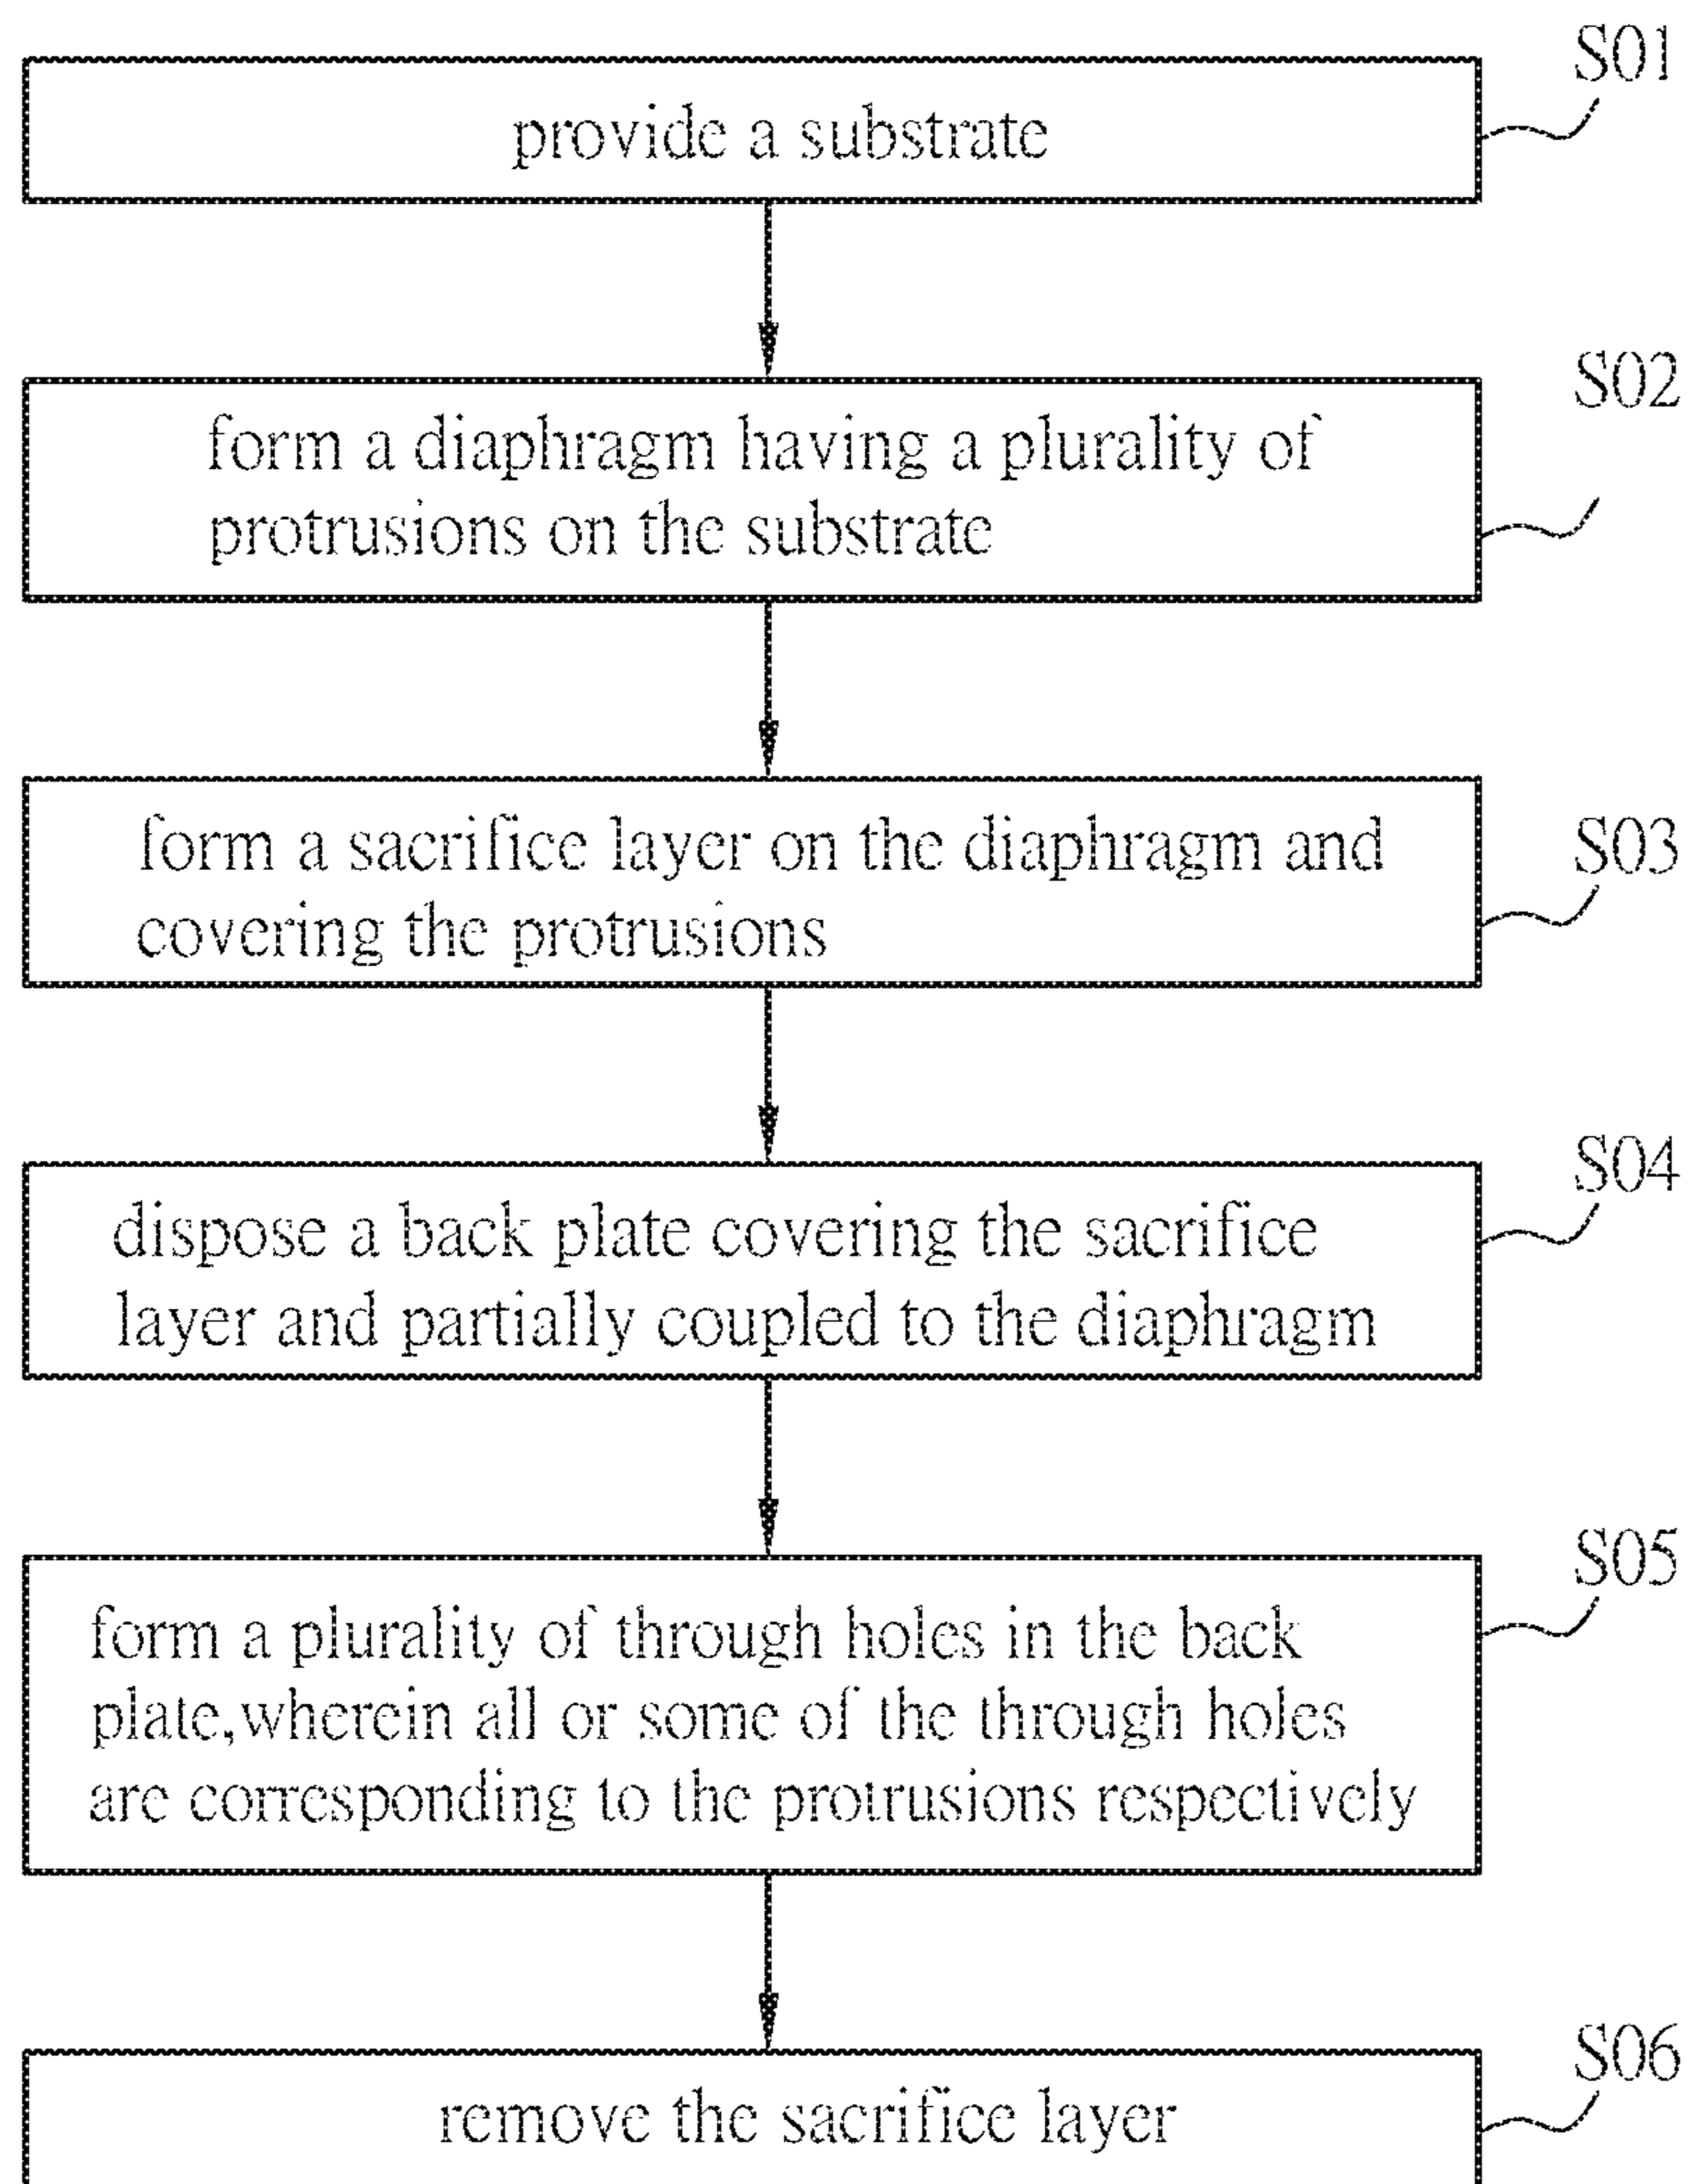 S01
provide a substrate
S02
form a diaphragm having a plurality of
protrusions on the substrate
S03
form a sacrifice layer on the diaphragm and
covering the protrusions
S04
dispose a back plate covering the sacrifice
layer and partially coupled to the diaphragm
S05
form a plurality of through holes in the back
plate,wherein all or some of the through holes
are corresponding to the protrusions respectively
S06
remove the sacrifice layer